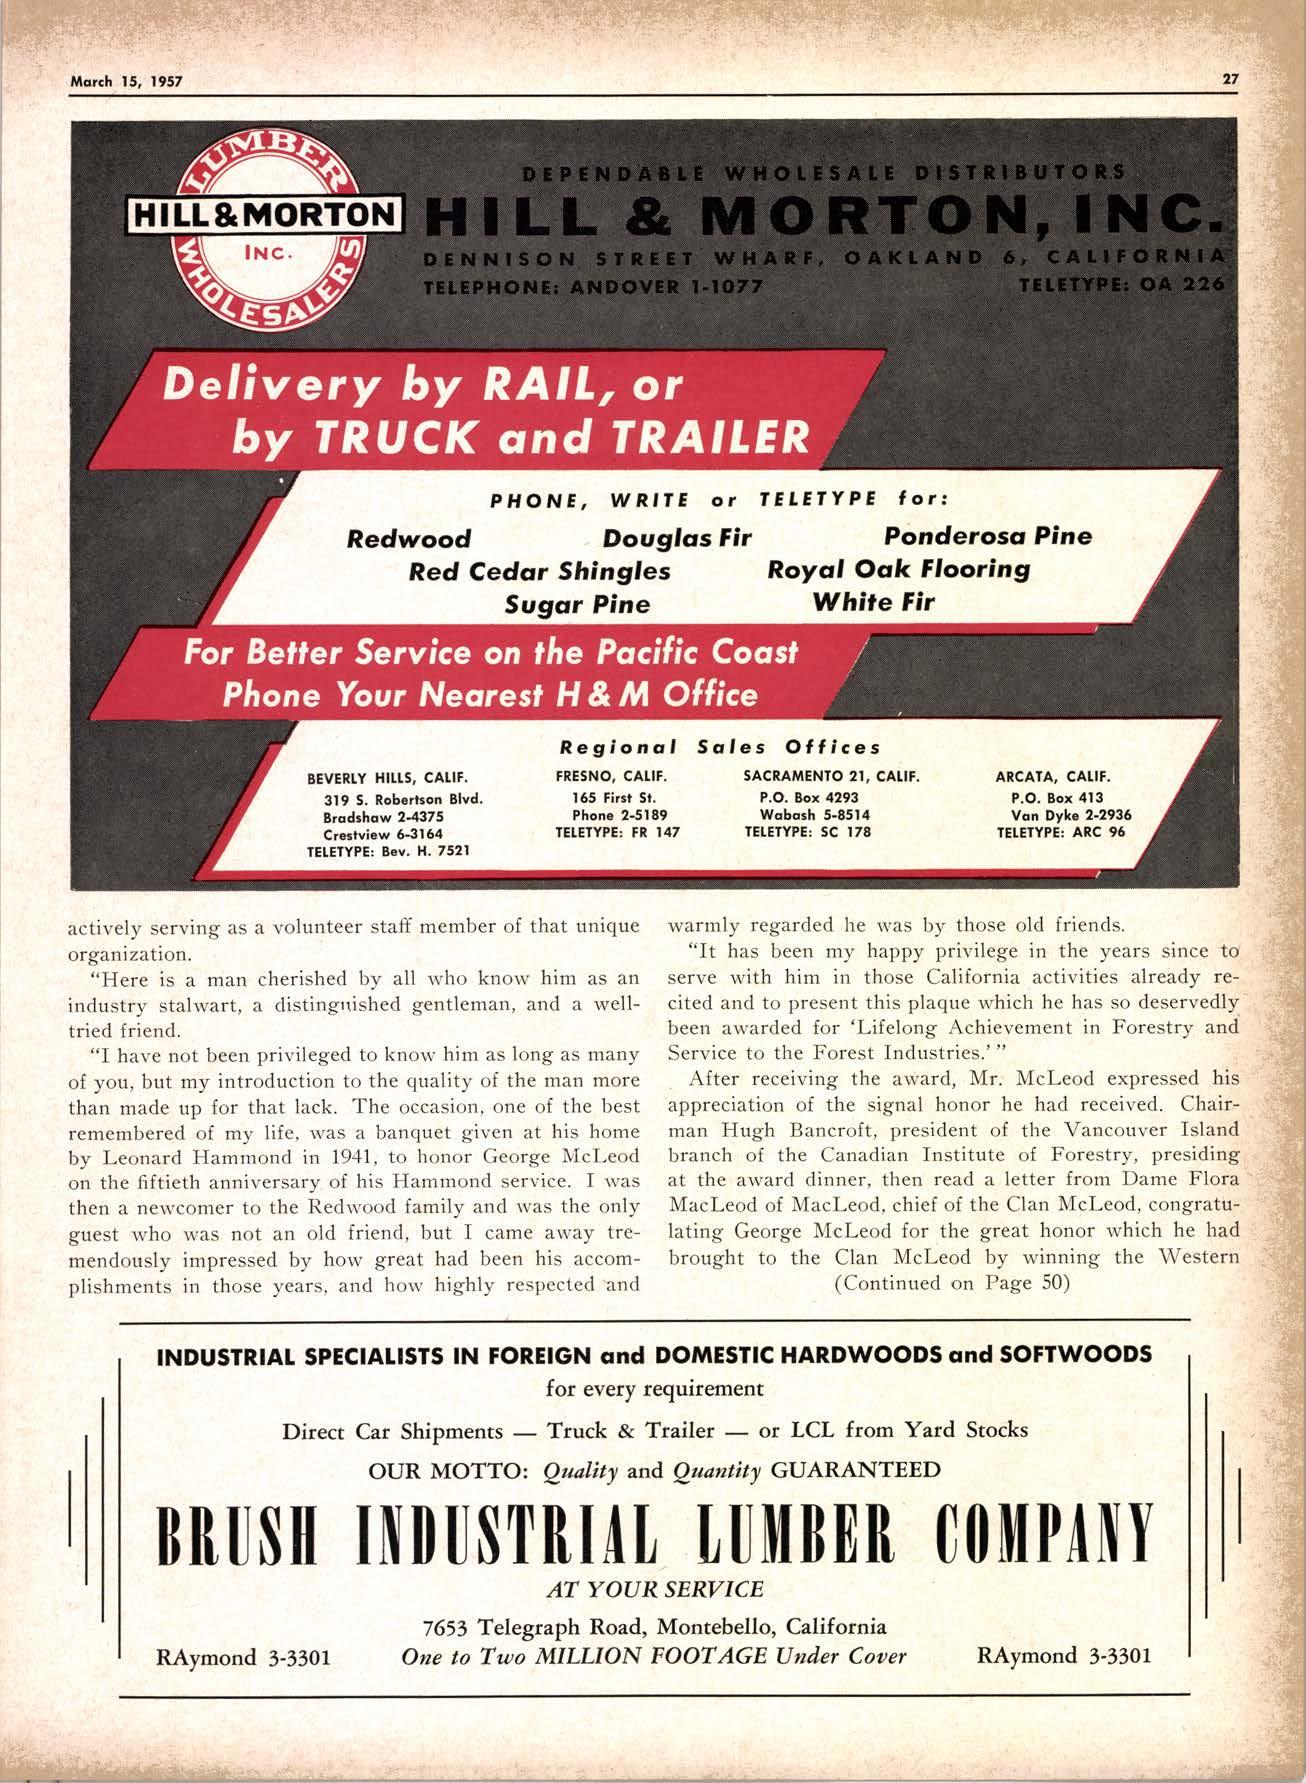 March 15, 1957
27
LUMBER
HILL & MORTON
INC.
WHOLESALERS
DEPENDABLE WHOLESALE DISTRIBUTORS
HILL & MORTON, INC.
DENNISON STREET WHARF, OAKLAND 6, CALIFORNIA
TELEPHONE: ANDOVER 1-1077 TELETYPE: OA 226
Delivery by RAIL, or
by TRUCK and TRAILER
PHONE, WRITE or TELETYPE for:
Redwood Douglas Fir Ponderosa Pine
Red Cedar Shingles Royal Oak Flooring
Sugar Pine White Fir
For Better Service on the Pacific Coast
Phone Your Nearest H & M Office
Regional Sales Offices
BEVERLY HILLS, CALIF.
319 S. Robertson Blvd.
Bradshaw 2-4375
Crestview 6-3164
TELETYPE: Bev. H. 7521
FRESNO, CALIF.
165 First St.
Phone 2-5189
TELETYPE: FR 147
SACRAMENTO 21, CALIF.
P.O. Box 4293
Wabash 5-8514
TELETYPE: SC 178
ARCATA, CALIF.
P.O. Box 413
Van Dyke 2-2936
TELETYPE: ARC 96
actively serving as a volunteer staff member of that unique
organization.
"Here is a man cherished by all who know him as an
industry stalwart, a distinguished gentleman, and a well-
tried friend.
"I have not been privileged to know him as long as many
of you, but my introduction to the quality of the man more
than made up for that lack. The occasion, one of the best
remembered of my life, was a banquet given at his home
by Leonard Hammond in 1941, to honor George McLeod
on the fiftieth anniversary of his Hammond service. I was
then a newcomer to the Redwood family and was the only
guest who was not an old friend, but I came away tre-
mendously impressed by how great had been his accom-
plishments in those years, and how highly respected and
warmly regarded he was by those old friends.
"It has been my happy privilege in the years since to
serve with him in those California activities already re-
cited and to present this plaque which he has so deservedly
been awarded for 'Lifelong Achievement in Forestry and
Service to the Forest Industries.'"
After receiving the award, Mr. McLeod expressed his
appreciation of the signal honor he had received. Chair-
man Hugh Bancroft, president of the Vancouver Island
branch of the Canadian Institute of Forestry, presiding
at the award dinner, then read a letter from Dame Flora
MacLeod of MacLeod, chief of the Clan McLeod, congratu-
lating George McLeod for the great honor which he had
brought to the Clan McLeod by winning the Western
(Continued on Page 50)
INDUSTRIAL SPECIALISTS IN FOREIGN and DOMESTIC HARDWOODS and SOFTWOODS
for every requirement
Direct Car Shipments — Truck & Trailer — or LCL from Yard Stocks
OUR MOTTO: Quality and Quantity GUARANTEED
BRUSH INDUSTRIAL LUMBER COMPANY
AT YOUR SERVICE
7653 Telegraph Road, Montebello, California
RAymond 3-3301 One to Two MILLION FOOTAGE Under Cover RAymond 3-3301